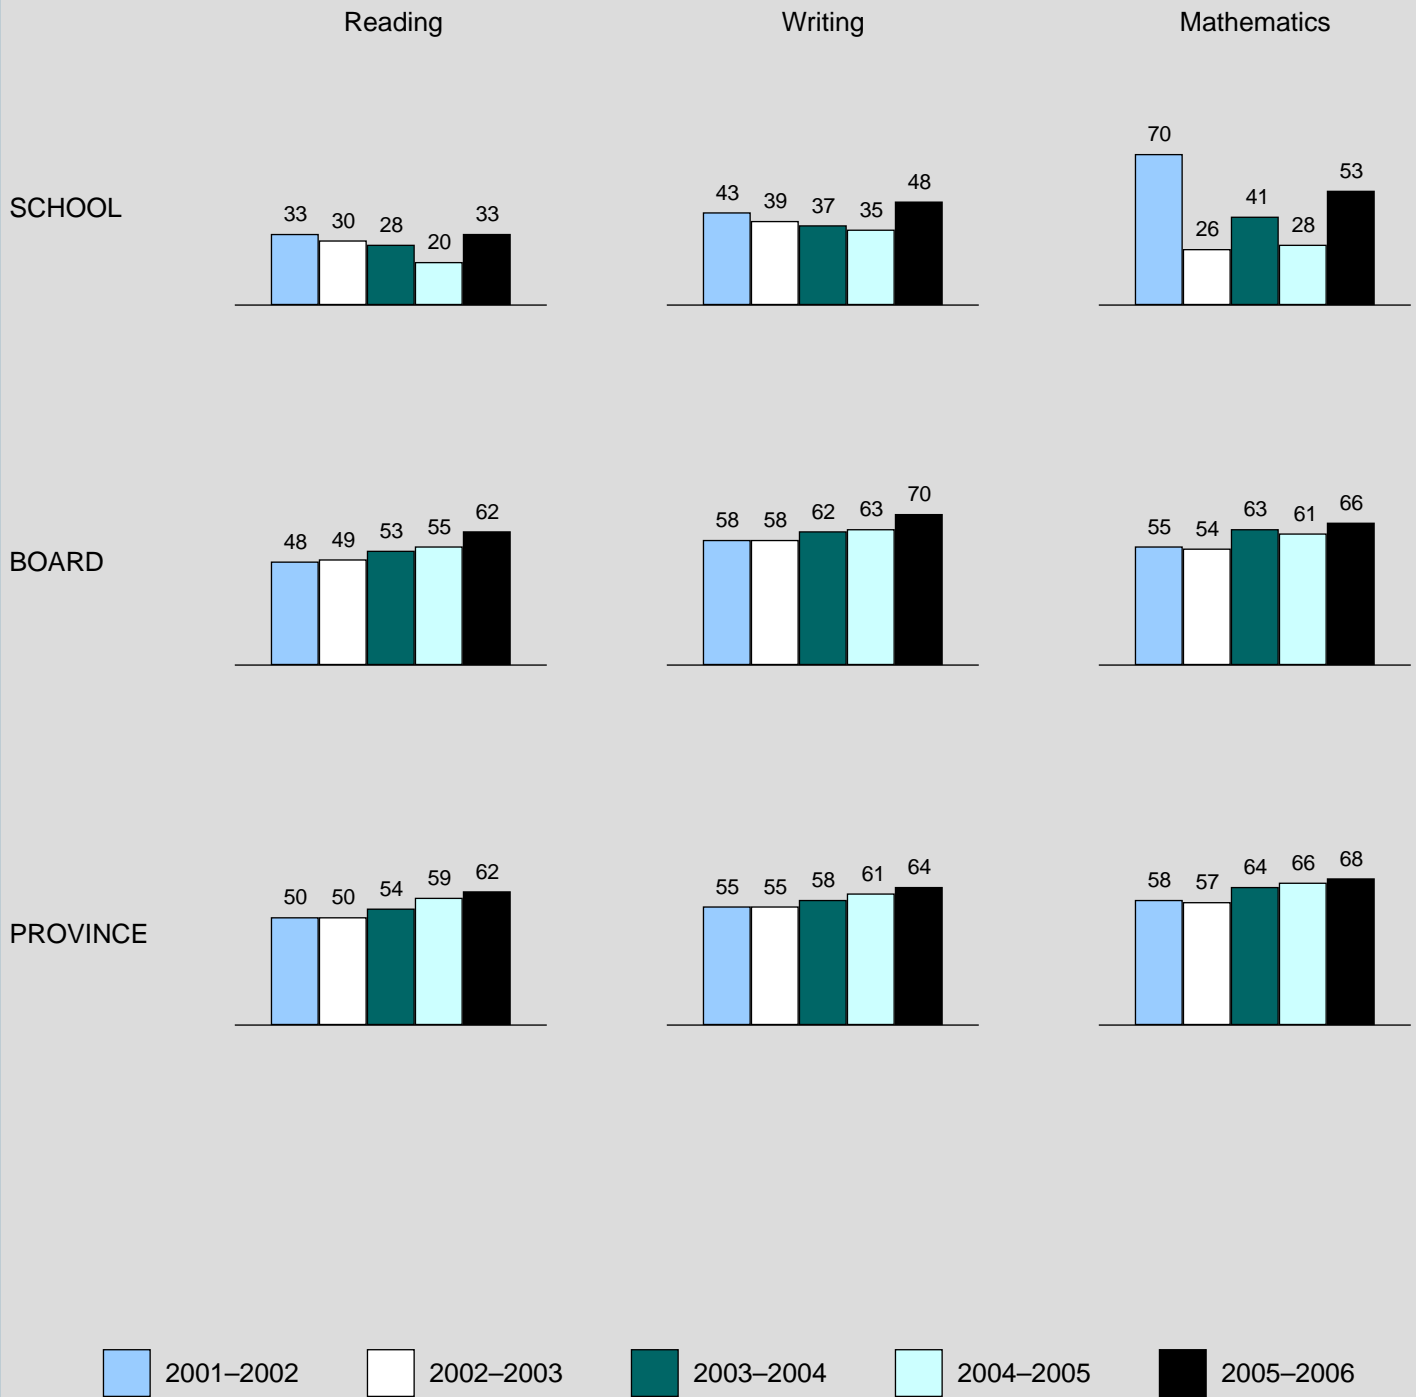 Reading Writing Mathematics
SCHOOL
33 30 28 20 33
43 39 37 35 48
70 26 41 28 53
BOARD
48 49 53 55 62
58 58 62 63 70
55 54 63 61 66
PROVINCE
50 50 54 59 62
55 55 58 61 64
58 57 64 66 68
2001–2002 2002–2003 2003–2004 2004–2005 2005–2006